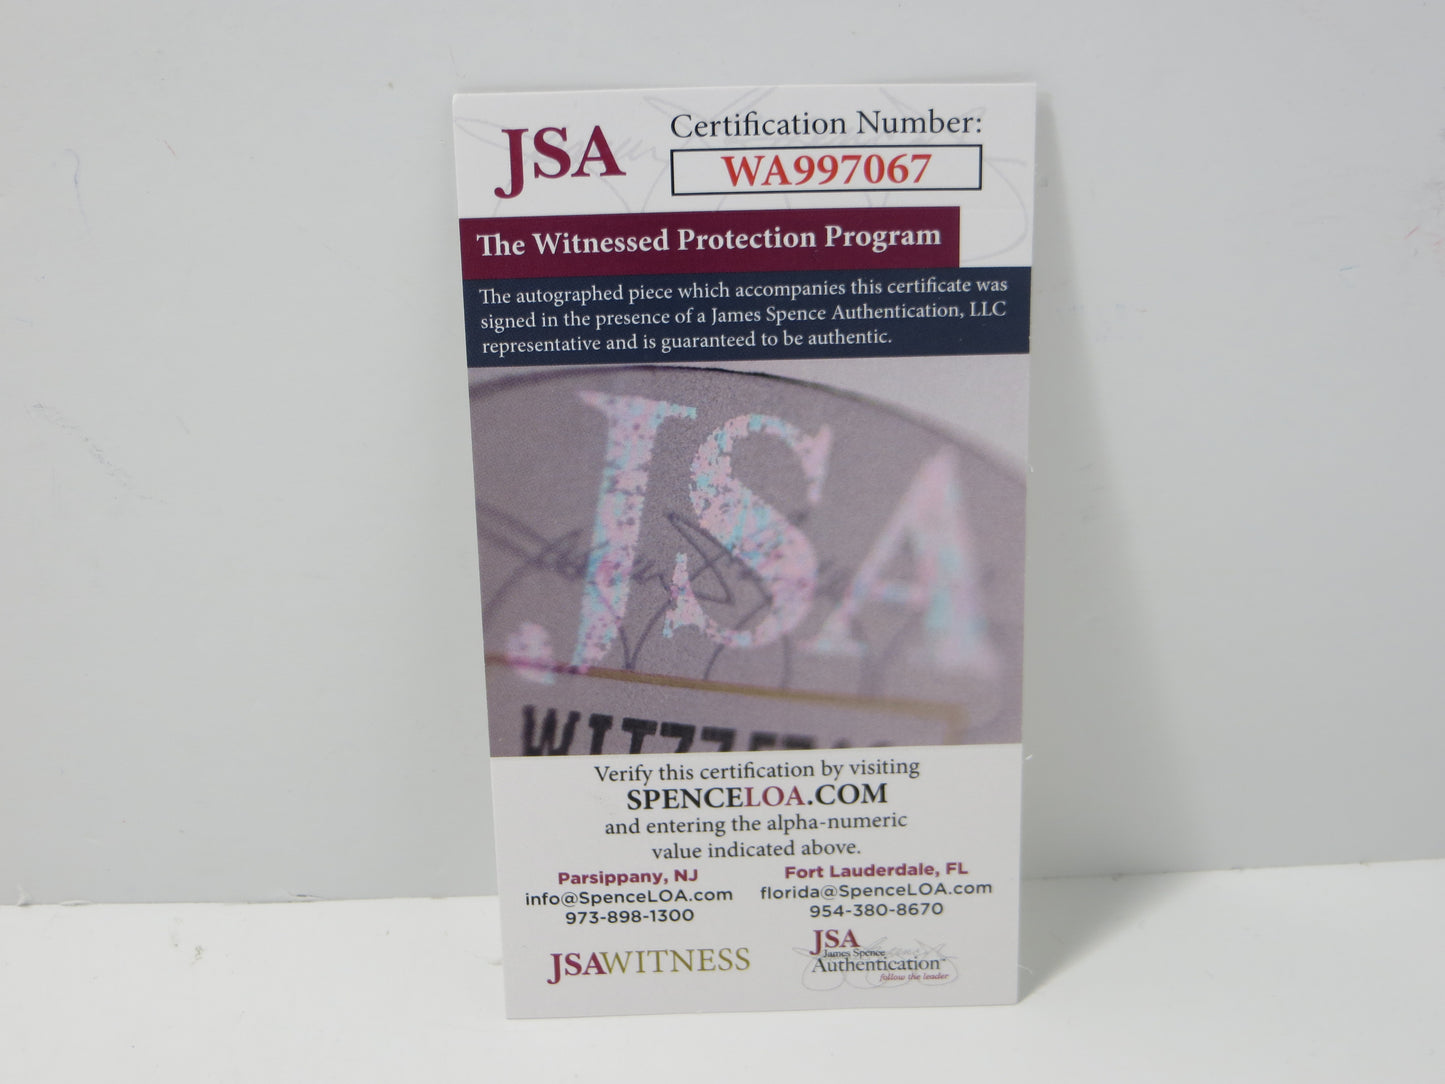 JSA
Certification Number:
WA997067
The Witnessed Protection Program
The autographed piece which accompanies this certificate was
signed in the presence of a James Spence Authentication, LLC
representative and is guaranteed to be authentic.
JSA
Verify this certification by visiting
SPENCELOA.COM
and entering the alpha-numeric
value indicated above.
Parsippany, NJ
info@SpenceLOA.com
973-898-1300
Fort Lauderdale, FL
florida@SpenceLOA.com
954-380-8670
JSAWITNESS
JSA
James Spence
Authentication
follow the leader